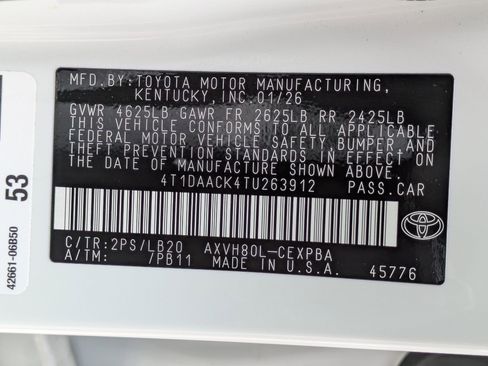 MFD. BY: TOYOTA MOTOR MANUFACTURING,
KENTUCKY, INC. 01/26
GVWR 4625LB GAWR FR 2625LB RR 2425LB
THIS VEHICLE CONFORMS TO ALL APPLICABLE
FEDERAL MOTOR VEHICLE SAFETY, BUMPER AND
THEFT PREVENTION STANDARDS IN EFFECT ON
THE DATE OF MANUFACTURE SHOWN ABOVE.
4T1DAACK4TU263912 PASS.CAR
C/TR: 2PS/LB20 AXVH80L-CEXPBA
A/TM: /PB11 MADE IN U.S.A.
45776
53
42661-06B50